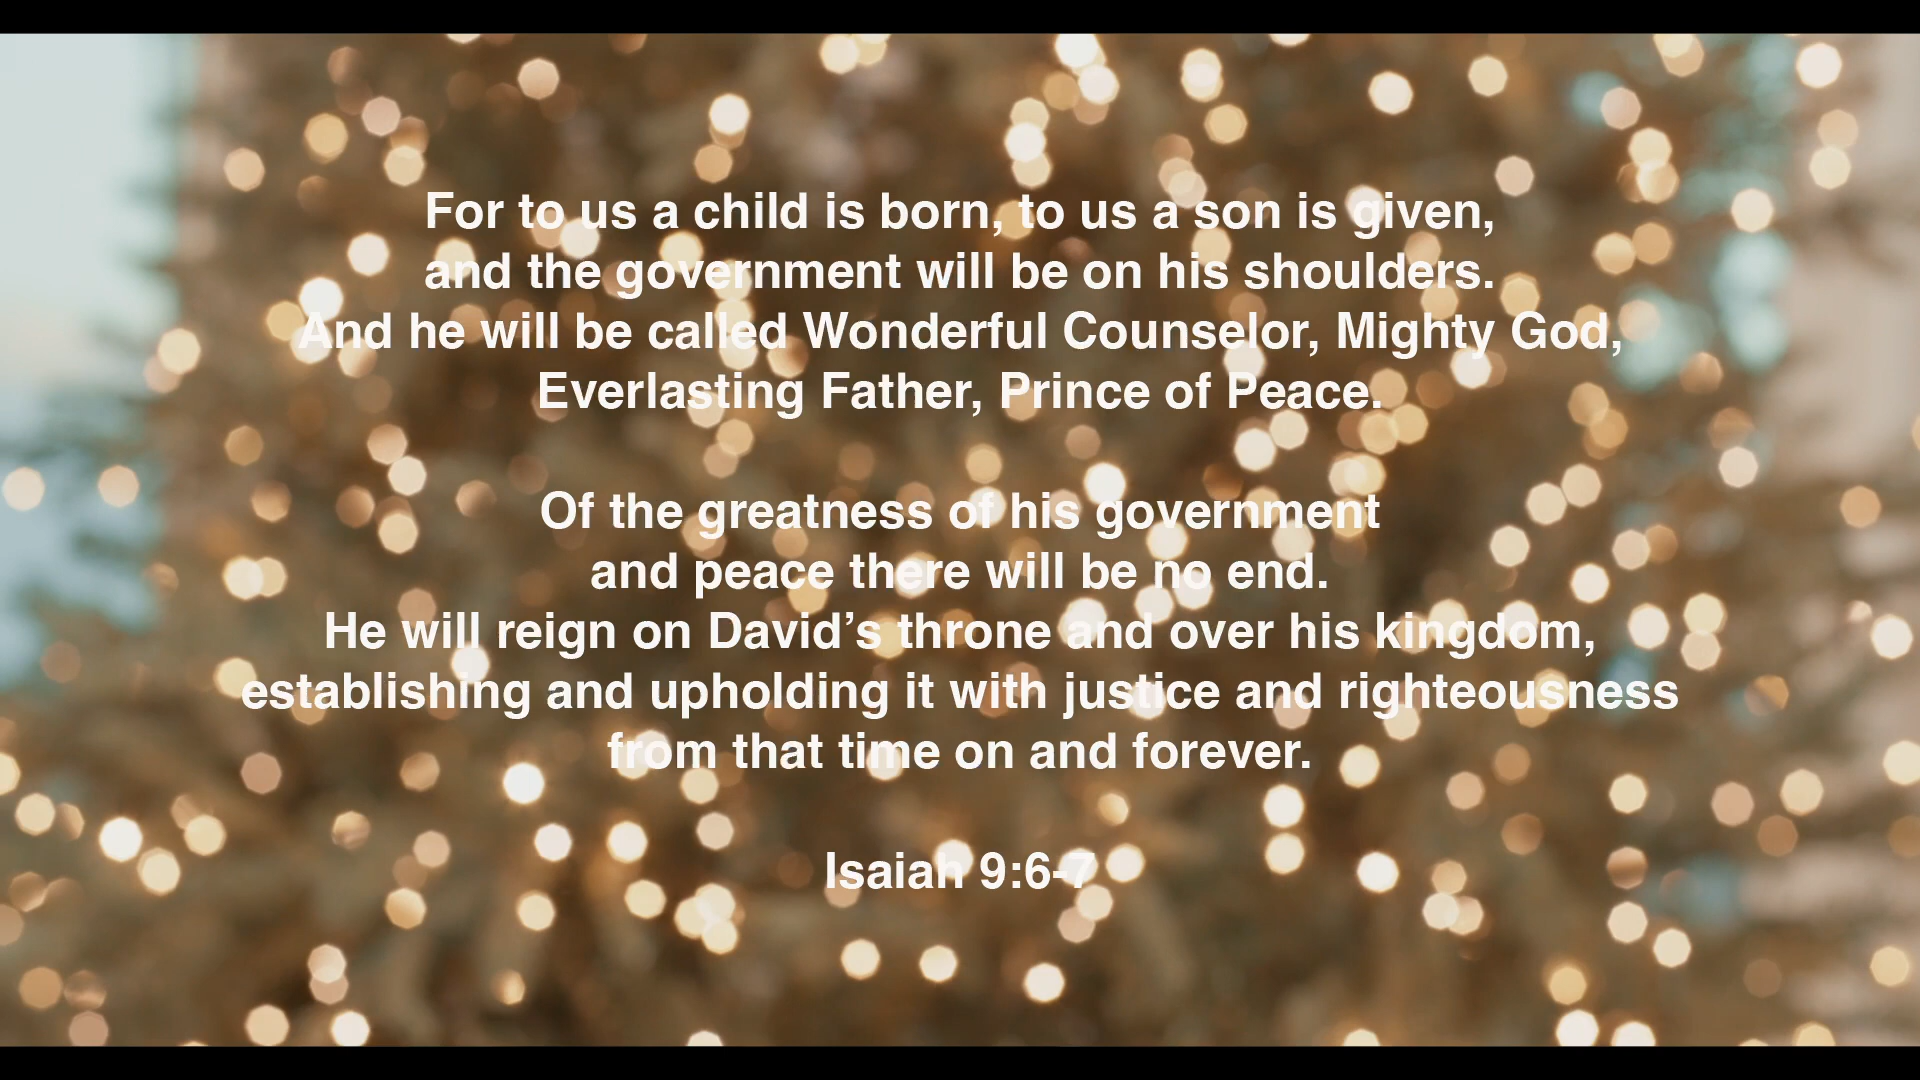 For to us a child is born, to us a son is given,
and the government will be on his shoulders.
And he will be called Wonderful Counselor, Mighty God,
Everlasting Father, Prince of Peace.
Of the greatness of his government
and peace there will be no end.
He will reign on David’s throne and over his kingdom,
establishing and upholding it with justice and righteousness
from that time on and forever.
Isaiah 9:6-7